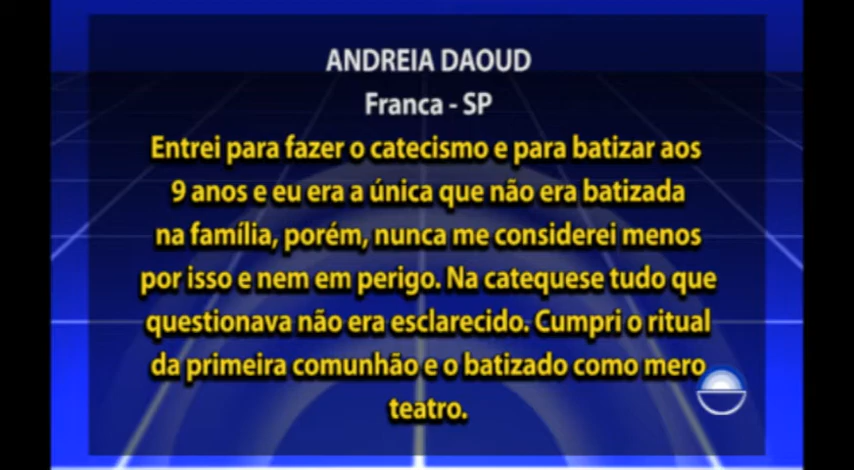 ANDREIA DAOUD
Franca - SP
Entrei para fazer o catecismo e para batizar aos
9 anos e eu era a única que não era batizada
na família, porém, nunca me considerei menos
por isso e nem em perigo. Na catequese tudo que
questionava não era esclarecido. Cumpri o ritual
da primeira comunhão e o batizado como mero
teatro.